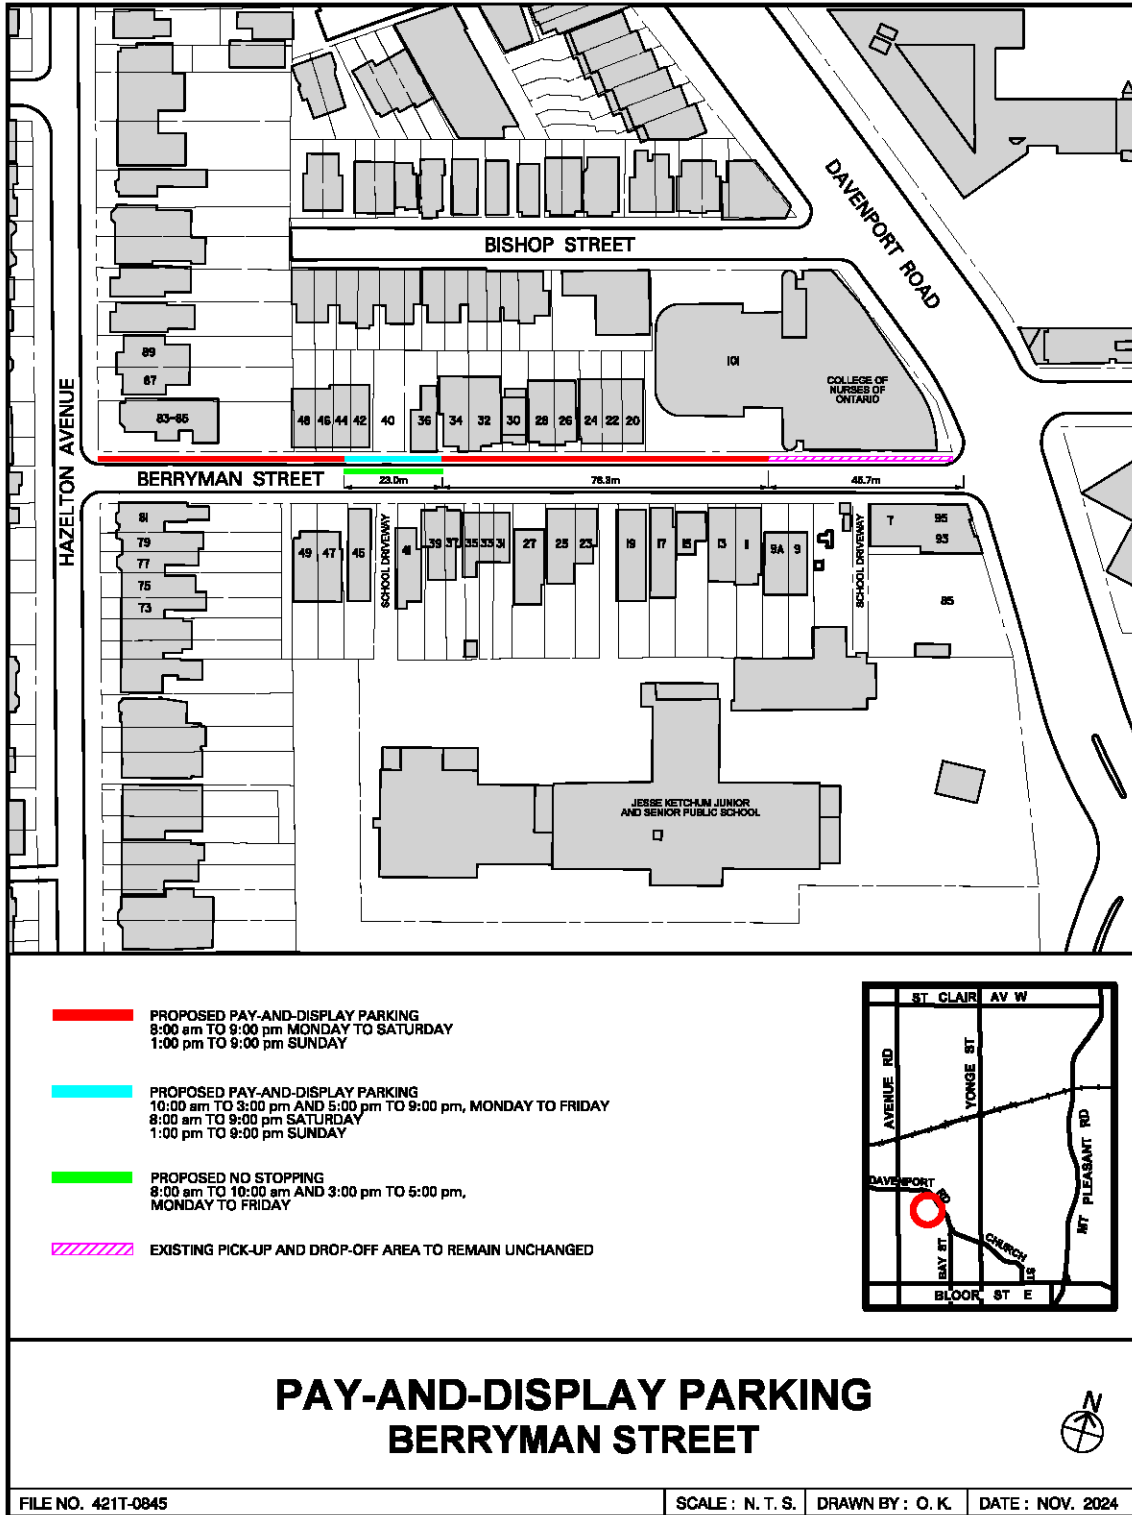 DAVENPORT ROAD
BISHOP STREET
HAZELTON AVENUE
89
87
83-85
101
COLLEGE OF
NURSES OF
ONTARIO
48 46 44 42 40 36 34 32 30 28 26 24 22 20
BERRYMAN STREET
23.0m
76.3m
45.7m
81
79
77
75
73
49 47 45
SCHOOL DRIVEWAY
41 39 37 35 33 31 27 25 23 19 17 15 13 11 9A 9
SCHOOL DRIVEWAY
7 95
93
85
JESSE KETCHUM JUNIOR
AND SENIOR PUBLIC SCHOOL
PROPOSED PAY-AND-DISPLAY PARKING
8:00 am TO 9:00 pm MONDAY TO SATURDAY
1:00 pm TO 9:00 pm SUNDAY
PROPOSED PAY-AND-DISPLAY PARKING
10:00 am TO 3:00 pm AND 5:00 pm TO 9:00 pm, MONDAY TO FRIDAY
8:00 am TO 9:00 pm SATURDAY
1:00 pm TO 9:00 pm SUNDAY
PROPOSED NO STOPPING
8:00 am TO 10:00 am AND 3:00 pm TO 5:00 pm,
MONDAY TO FRIDAY
EXISTING PICK-UP AND DROP-OFF AREA TO REMAIN UNCHANGED
ST CLAIR AV W
AVENUE RD
YONGE ST
MT PLEASANT RD
DAVENPORT RD
BAY ST
CHURCH ST
BLOOR ST E
PAY-AND-DISPLAY PARKING
BERRYMAN STREET
N
FILE NO. 421T-0845
SCALE : N. T. S.
DRAWN BY : O. K.
DATE : NOV. 2024